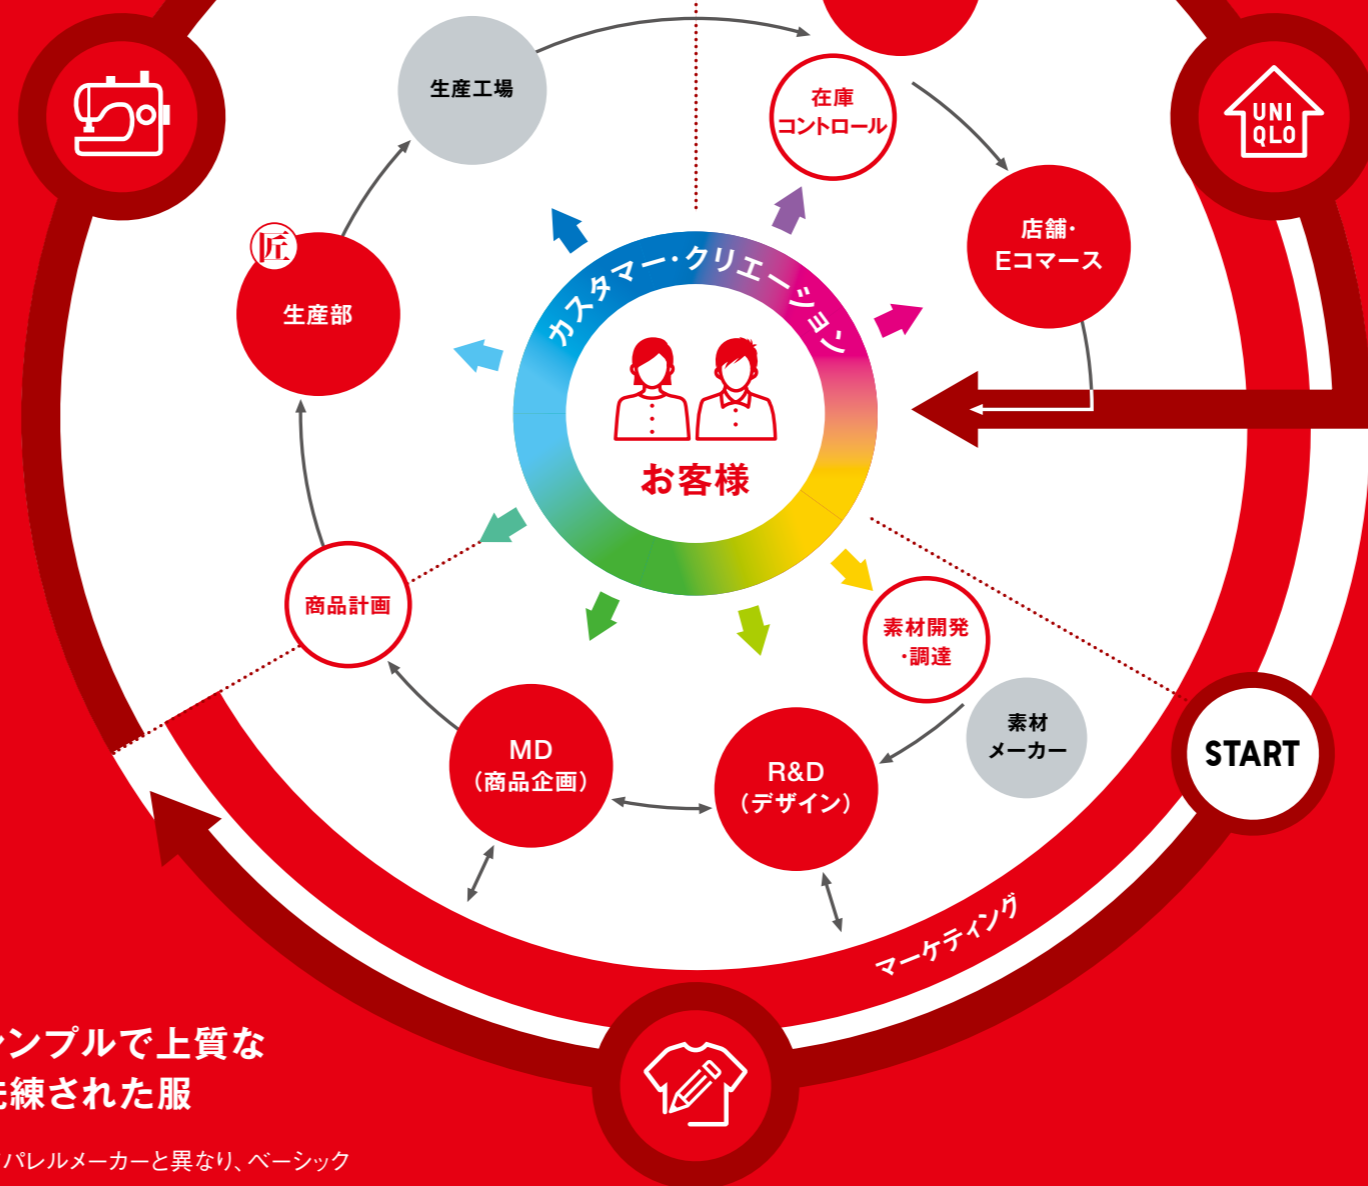 生産工場
在庫
コントロール
UNI
QLO
店舗・
Eコマース
匠
生産部
カスタマー・クリエーション
お客様
商品計画
素材開発
・調達
素材
メーカー
START
MD
（商品企画）
R&D
（デザイン）
マーケティング
ンプルで上質な
練された服
パレルメーカーと異なり、ベーシック